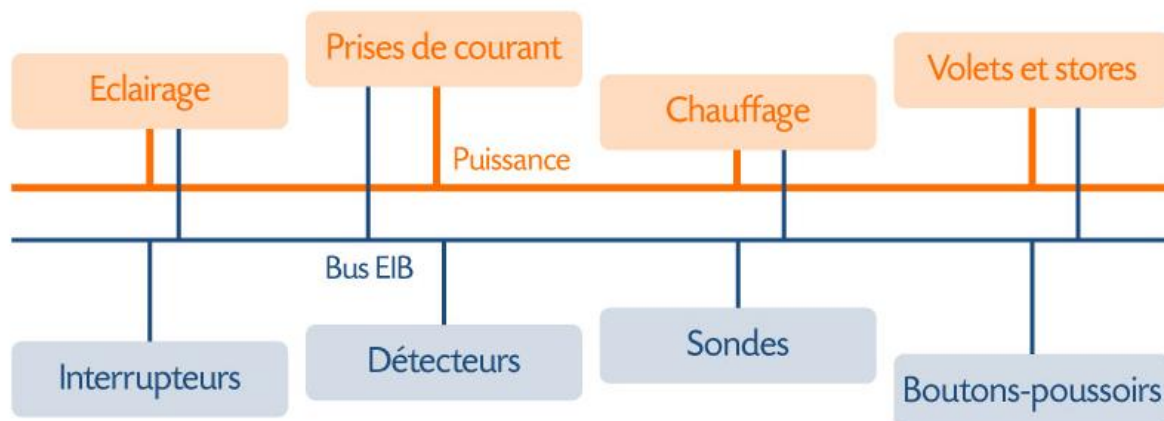 Prises de courant
Eclairage
Volets et stores
Chauffage
Puissance
Bus EIB
Interrupteurs
Détecteurs
Sondes
Boutons-poussoirs